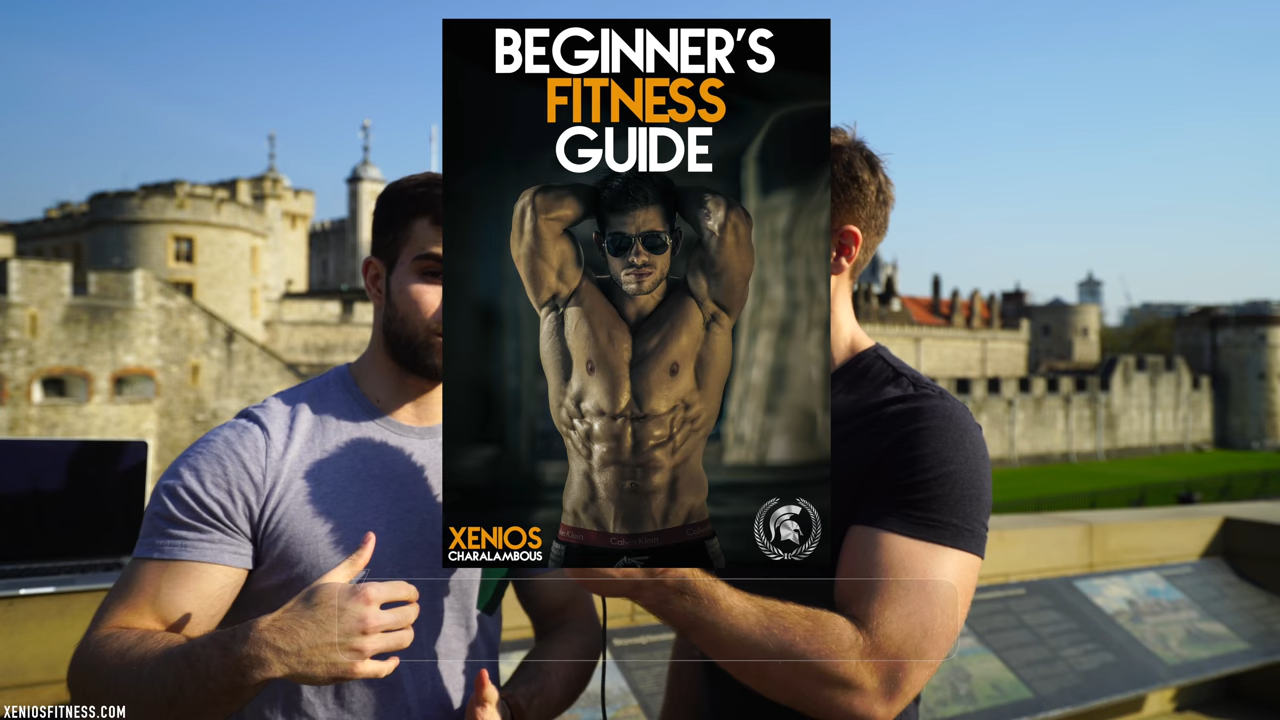 BEGINNER'S
FITNESS
GUIDE
Calvin Klein
XENIOS
CHARALAMBOUS
XENIOSFITNESS.COM